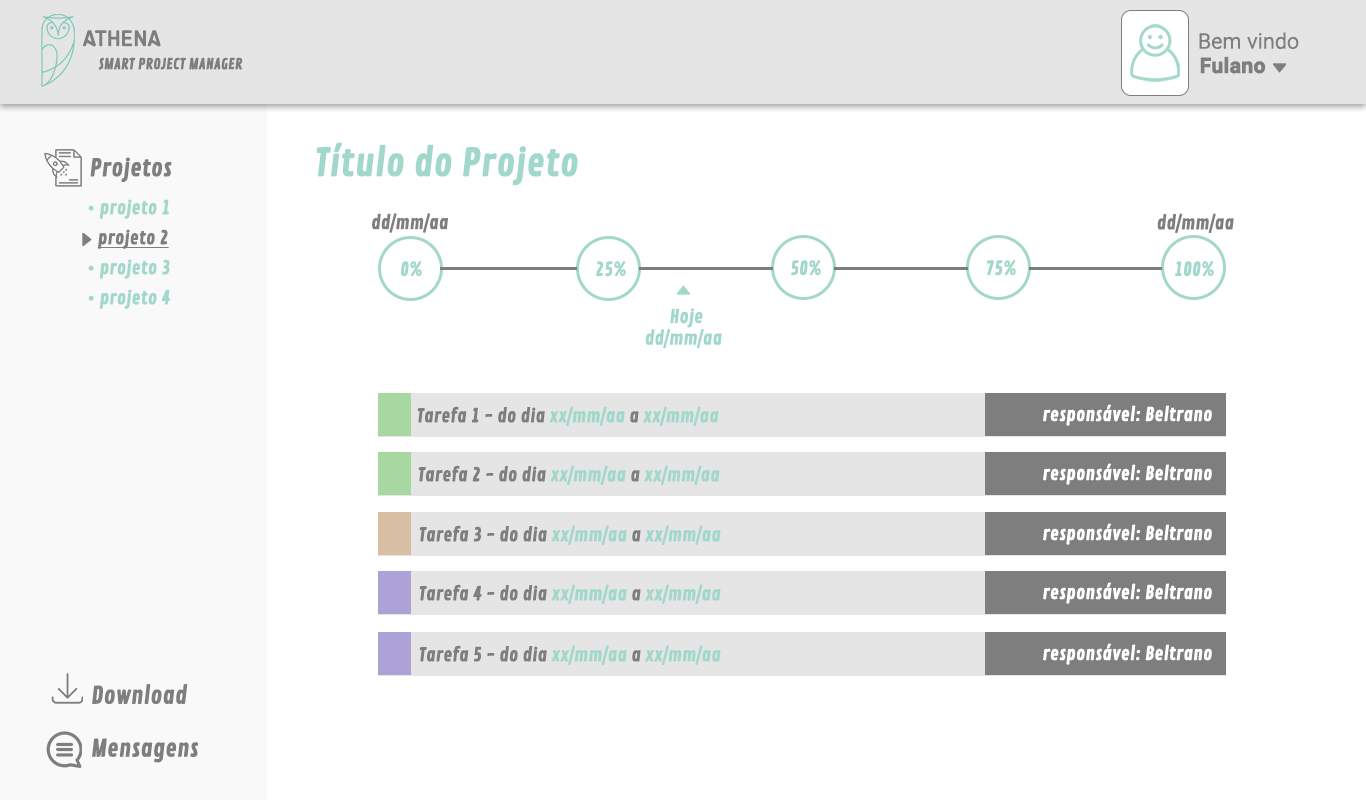 ATHENA
SMART PROJECT MANAGER
Bem vindo
Fulano
Projetos
• projeto 1
projeto 2
• projeto 3
• projeto 4
Download
Mensagens
Título do Projeto
dd/mm/aa
dd/mm/aa
0%
25%
50%
75%
100%
Hoje
dd/mm/aa
Tarefa 1 - do dia xx/mm/aa a xx/mm/aa responsável: Beltrano
Tarefa 2 - do dia xx/mm/aa a xx/mm/aa responsável: Beltrano
Tarefa 3 - do dia xx/mm/aa a xx/mm/aa responsável: Beltrano
Tarefa 4 - do dia xx/mm/aa a xx/mm/aa responsável: Beltrano
Tarefa 5 - do dia xx/mm/aa a xx/mm/aa responsável: Beltrano